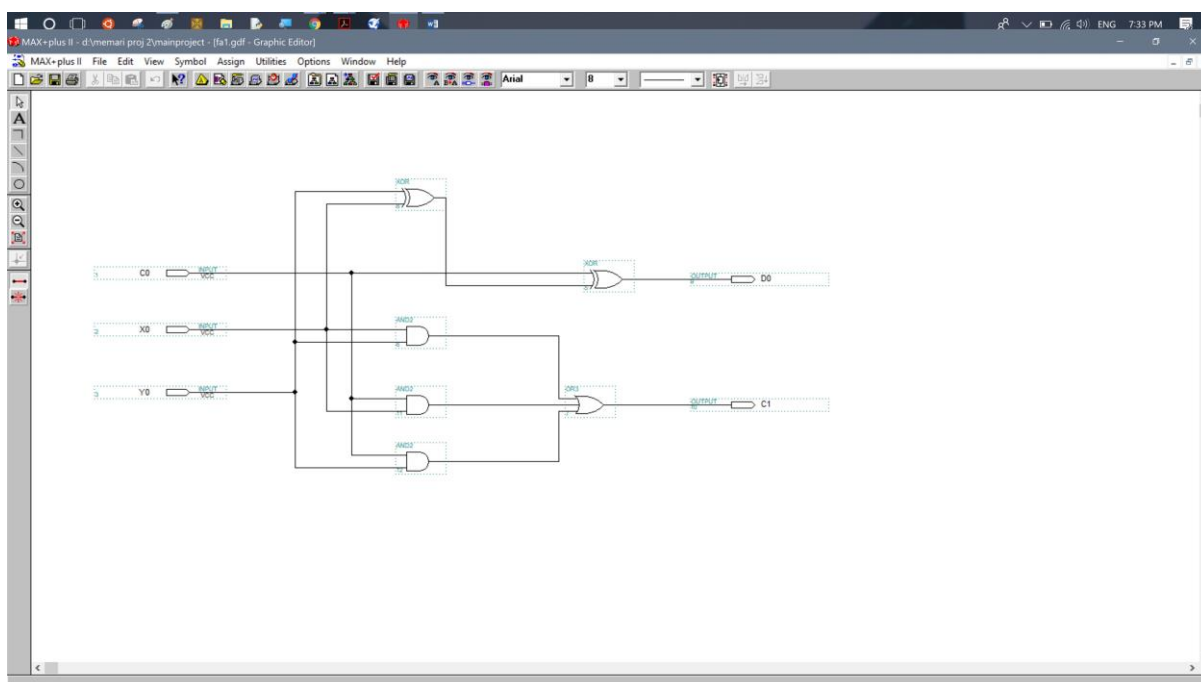 ENG 7:33 PM
MAX+plus II - d:\memari proj 2\mainproject - [fa1.gdf - Graphic Editor]
MAX+plus II File Edit View Symbol Assign Utilities Options Window Help
Arial 8
XOR
XOR
C0 INPUT VCC
OUTPUT D0
AND2
X0 INPUT VCC
AND2
OR3
Y0 INPUT VCC
OUTPUT C1
AND2